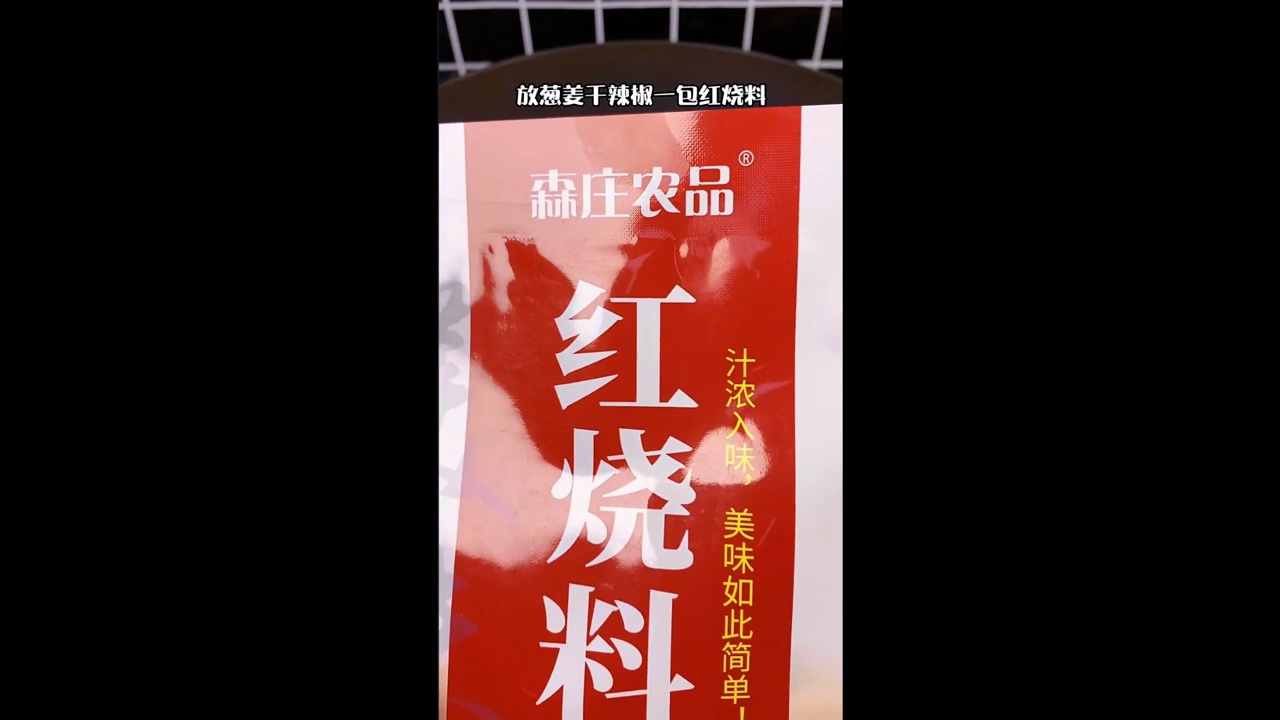 放葱姜干辣椒一包红烧料
森庄农品®
红烧料
汁浓入味，美味如此简单！